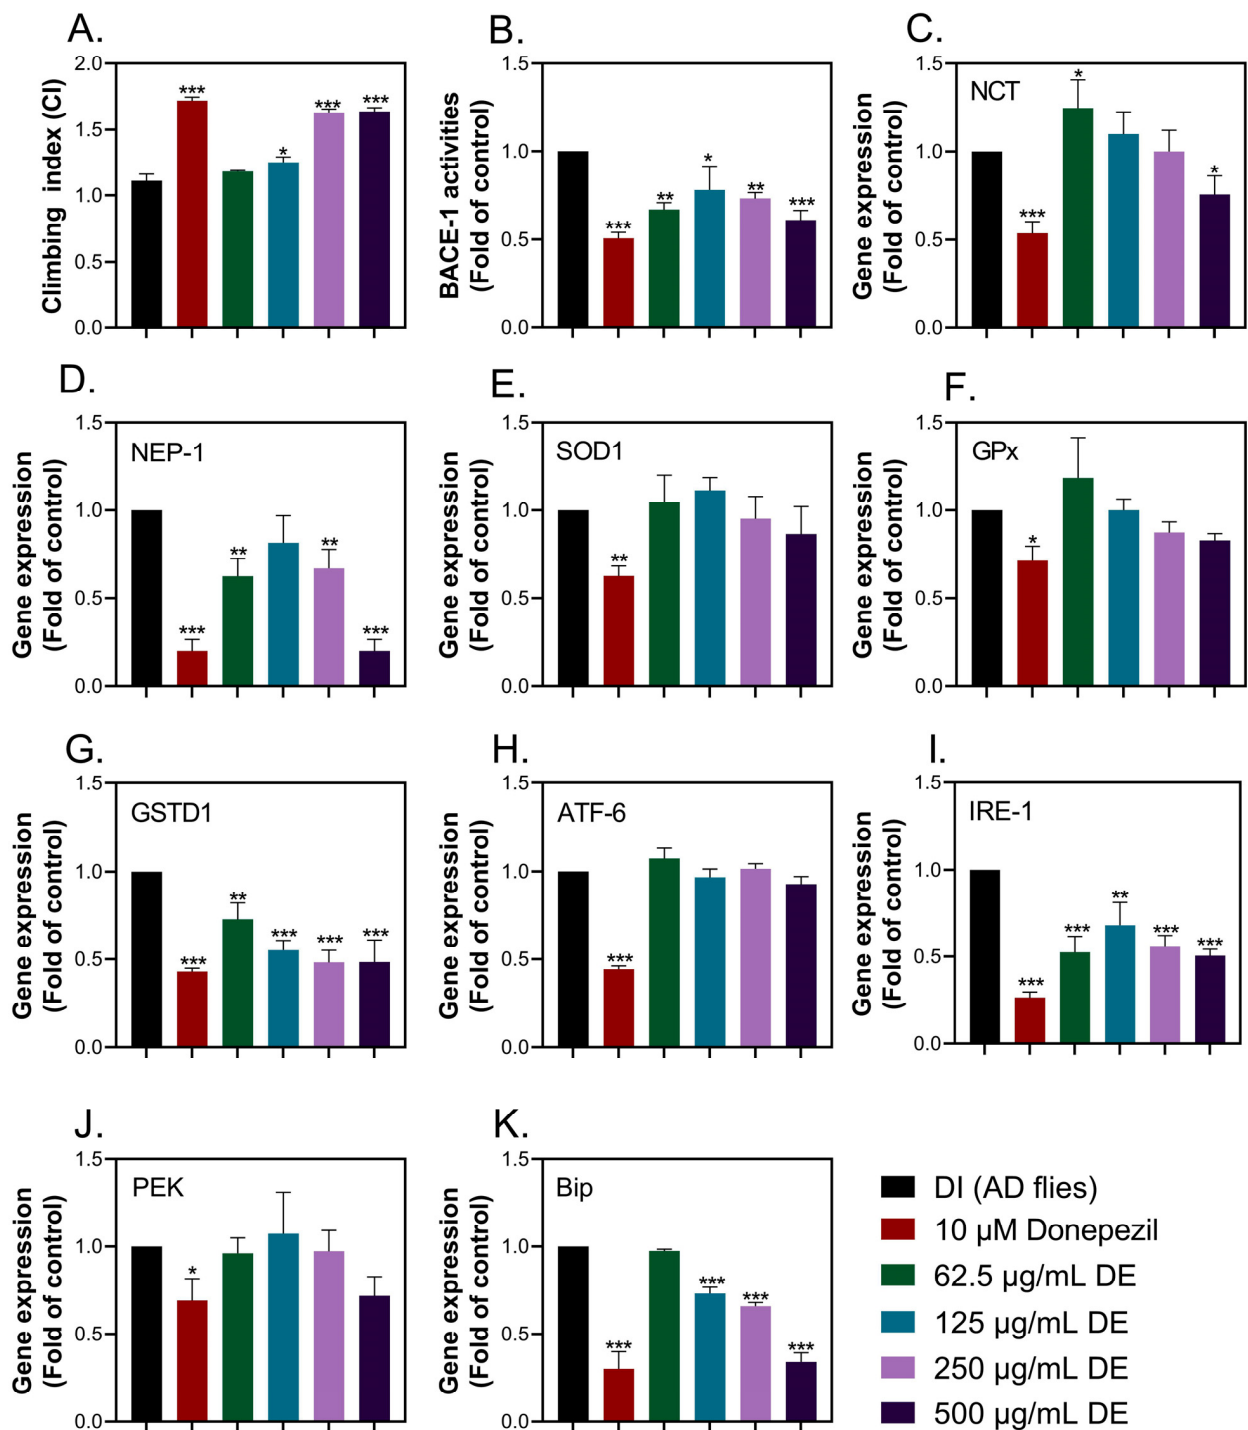 A.
Climbing index (CI)
2.0
1.5
1.0
0.5
0.0
***
*
***
***
B.
BACE-1 activities
(Fold of control)
1.5
1.0
0.5
0.0
***
**
*
**
***
C.
NCT
Gene expression
(Fold of control)
1.5
1.0
0.5
0.0
***
*
*
D.
NEP-1
Gene expression
(Fold of control)
1.5
1.0
0.5
0.0
***
**
**
***
E.
SOD1
Gene expression
(Fold of control)
1.5
1.0
0.5
0.0
**
F.
GPx
Gene expression
(Fold of control)
1.5
1.0
0.5
0.0
*
G.
GSTD1
Gene expression
(Fold of control)
1.5
1.0
0.5
0.0
***
**
***
***
***
H.
ATF-6
Gene expression
(Fold of control)
1.5
1.0
0.5
0.0
***
I.
IRE-1
Gene expression
(Fold of control)
1.5
1.0
0.5
0.0
***
***
**
***
***
J.
PEK
Gene expression
(Fold of control)
1.5
1.0
0.5
0.0
*
K.
Bip
Gene expression
(Fold of control)
1.5
1.0
0.5
0.0
***
***
***
***
DI (AD flies)
10 µM Donepezil
62.5 µg/mL DE
125 µg/mL DE
250 µg/mL DE
500 µg/mL DE